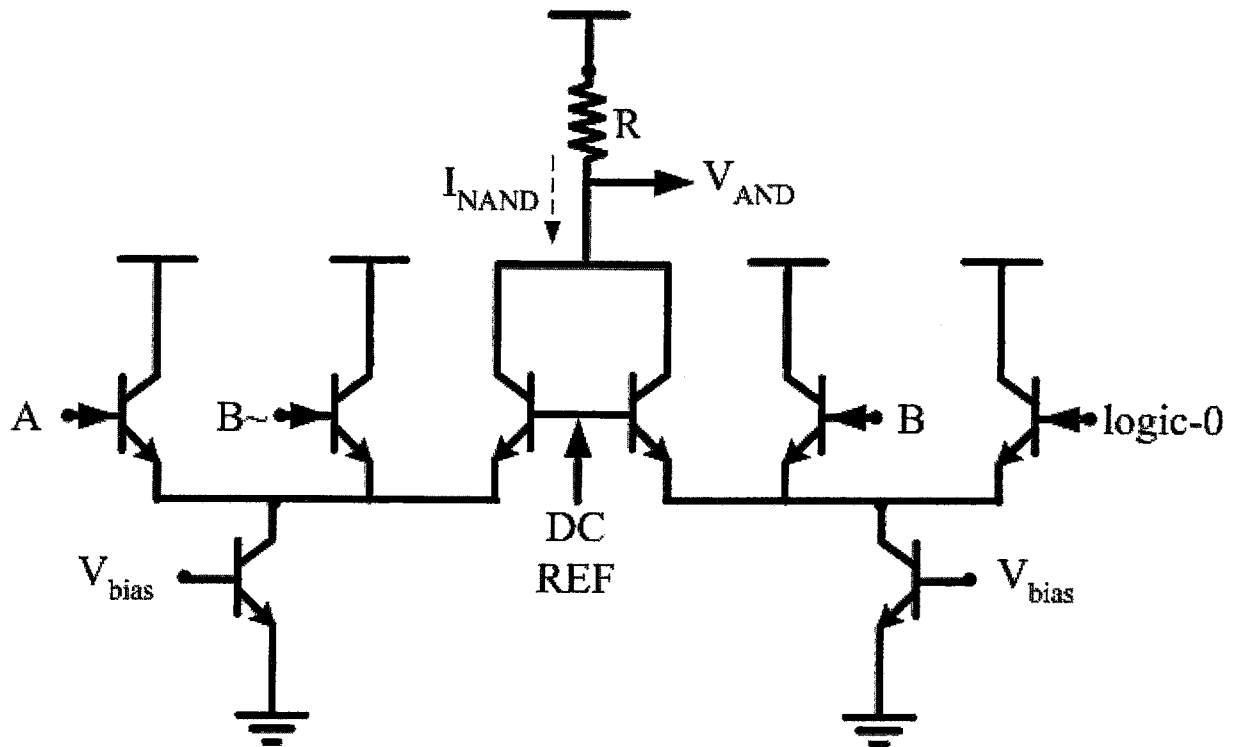 R
I_NAND
V_AND
A
B~
B
logic-0
DC
REF
V_bias
V_bias